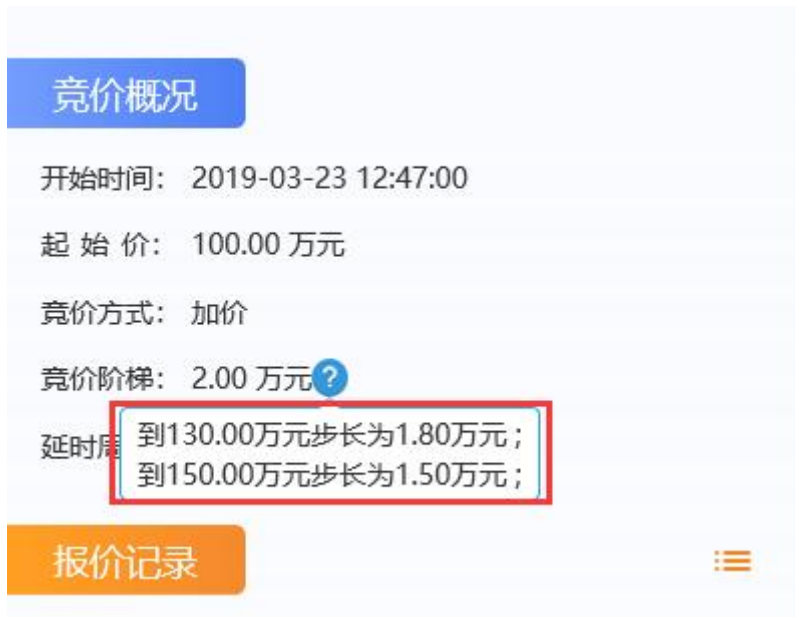 竞价概况
开始时间： 2019-03-23 12:47:00
起 始 价： 100.00 万元
竞价方式： 加价
竞价阶梯： 2.00 万元?
延时
到130.00万元步长为1.80万元；
到150.00万元步长为1.50万元；
报价记录